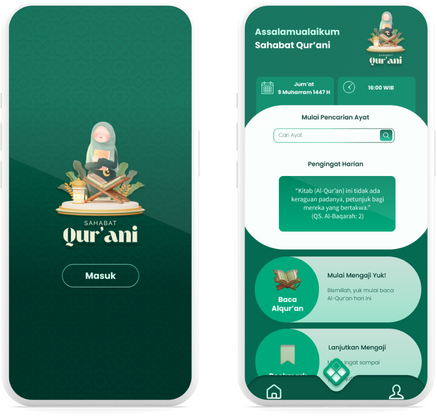 SAHABAT
Qur'ani
Masuk
Assalamualaikum
Sahabat Qur'ani
SAHABAT
Qur'ani
Jum'at
9 Muharram 1447 H
16:00 WIB
Mulai Pencarian Ayat
Cari Ayat
Pengingat Harian
"Kitab (Al-Qur'an) ini tidak ada
keraguan padanya, petunjuk bagi
mereka yang bertakwa."
(QS. Al-Baqarah: 2)
Baca
Alqur'an
Mulai Mengaji Yuk!
Bismillah, yuk mulai baca
Al-Qur'an hari ini
Lanjutkan Mengaji
ingat sampai